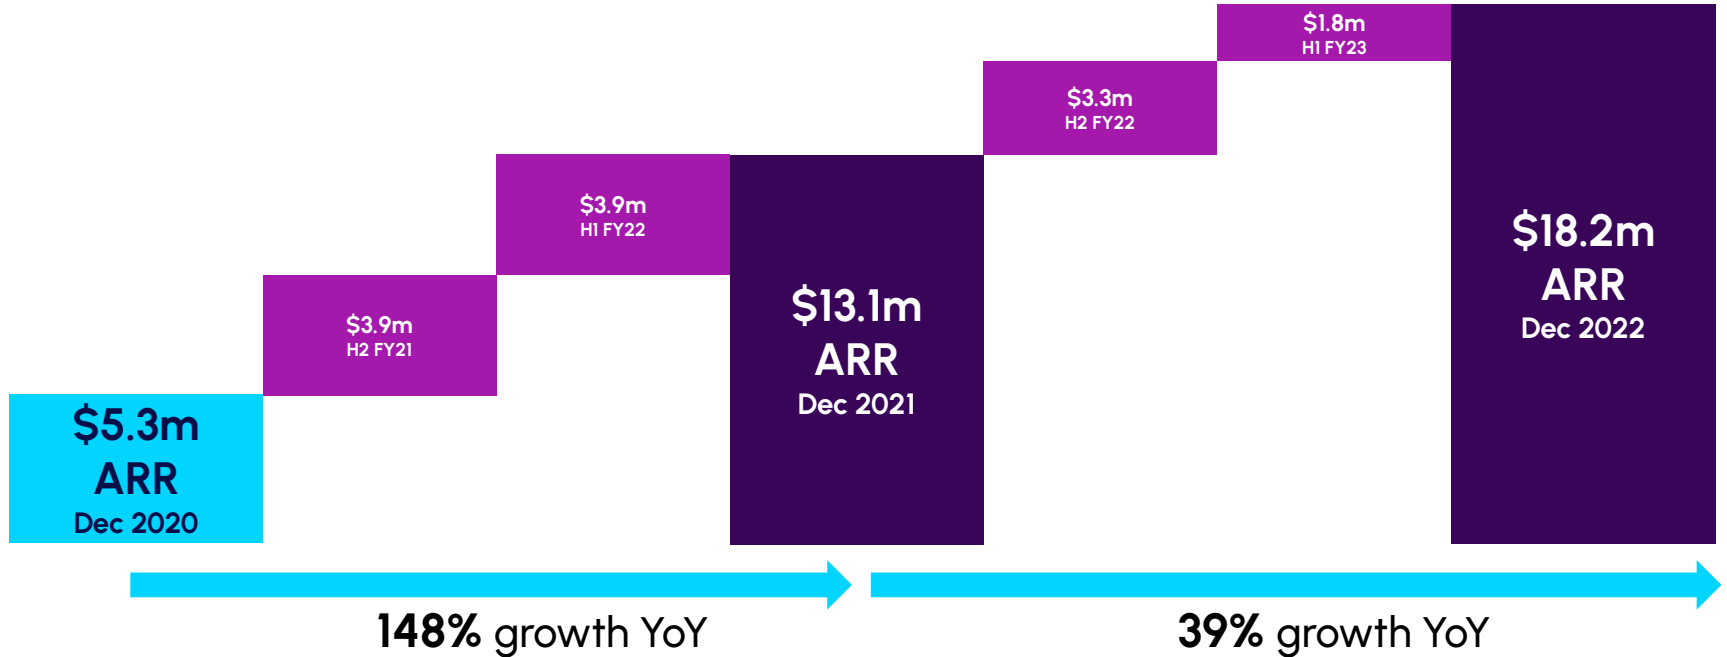 $1.8m
H1 FY23
$3.3m
H2 FY22
$3.9m
H1 FY22
$3.9m
H2 FY21
$5.3m
ARR
Dec 2020
$13.1m
ARR
Dec 2021
$18.2m
ARR
Dec 2022
148% growth YoY
39% growth YoY